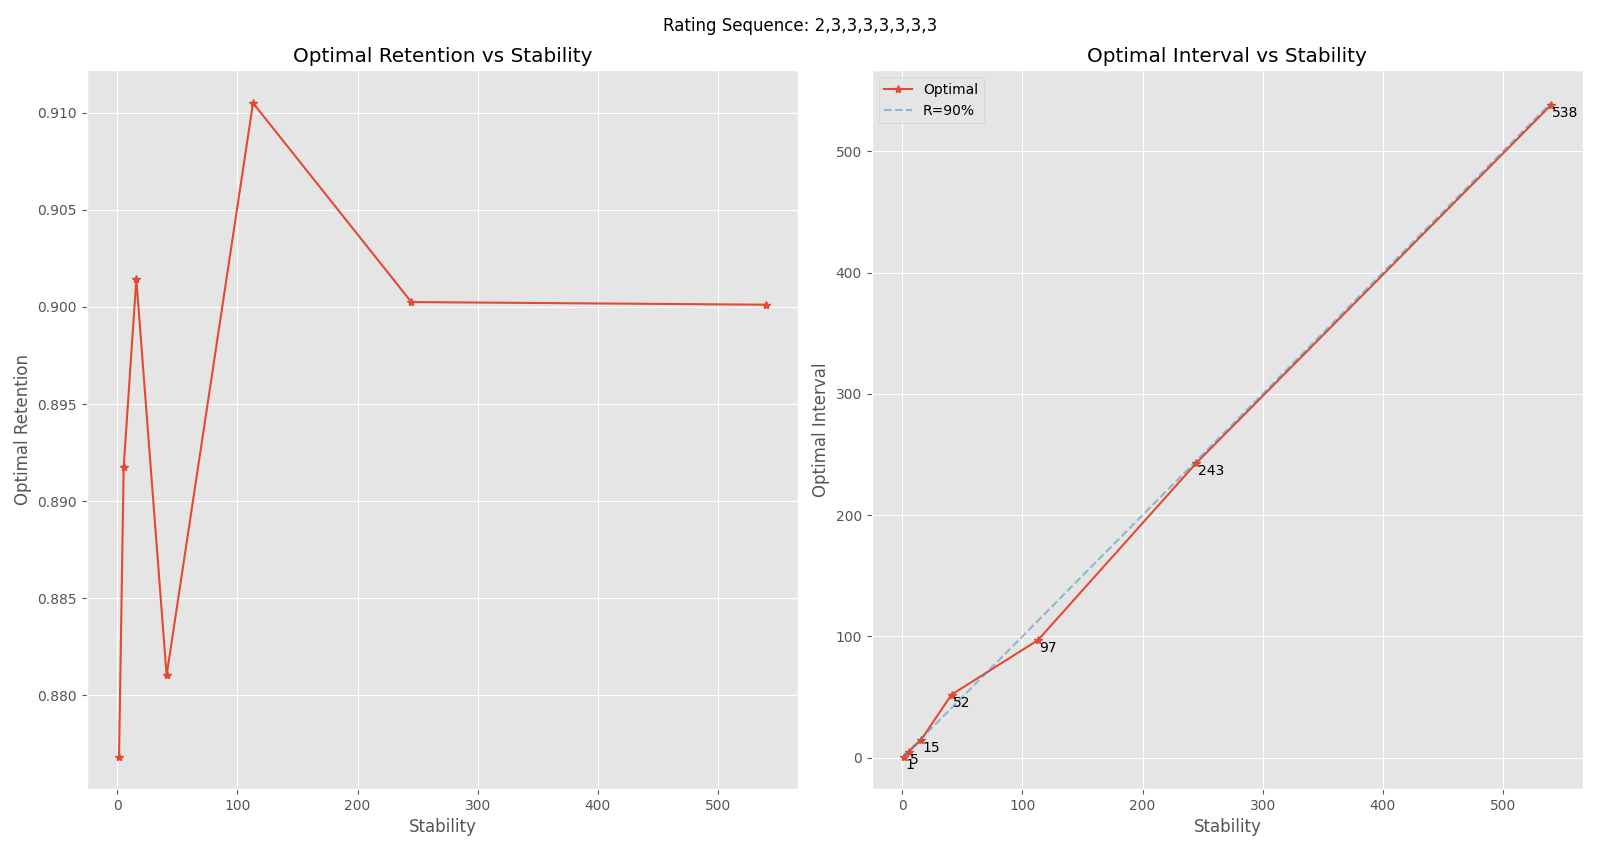 Rating Sequence: 2,3,3,3,3,3,3,3,3
Optimal Retention vs Stability
0.910
0.905
0.900
0.895
0.890
0.885
0.880
Optimal Retention
0 100 200 300 400 500
Stability
Optimal Interval vs Stability
Optimal
R=90%
500
400
300
200
100
0
Optimal Interval
538
243
97
52
15
5
1
0 100 200 300 400 500
Stability